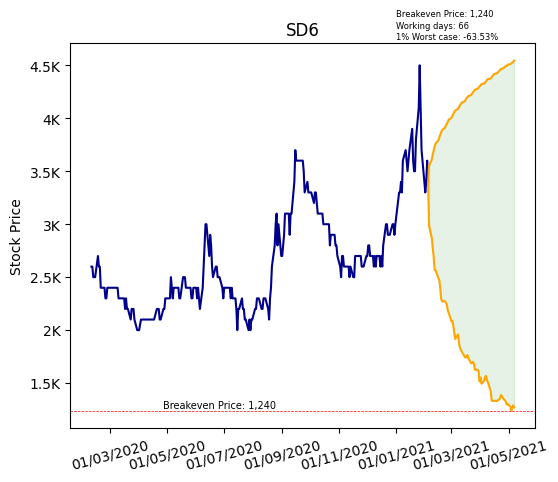 Breakeven Price: 1,240
Working days: 66
1% Worst case: -63.53%
SD6
Stock Price
4.5K
4K
3.5K
3K
2.5K
2K
1.5K
Breakeven Price: 1,240
01/03/2020
01/05/2020
01/07/2020
01/09/2020
01/11/2020
01/01/2021
01/03/2021
01/05/2021